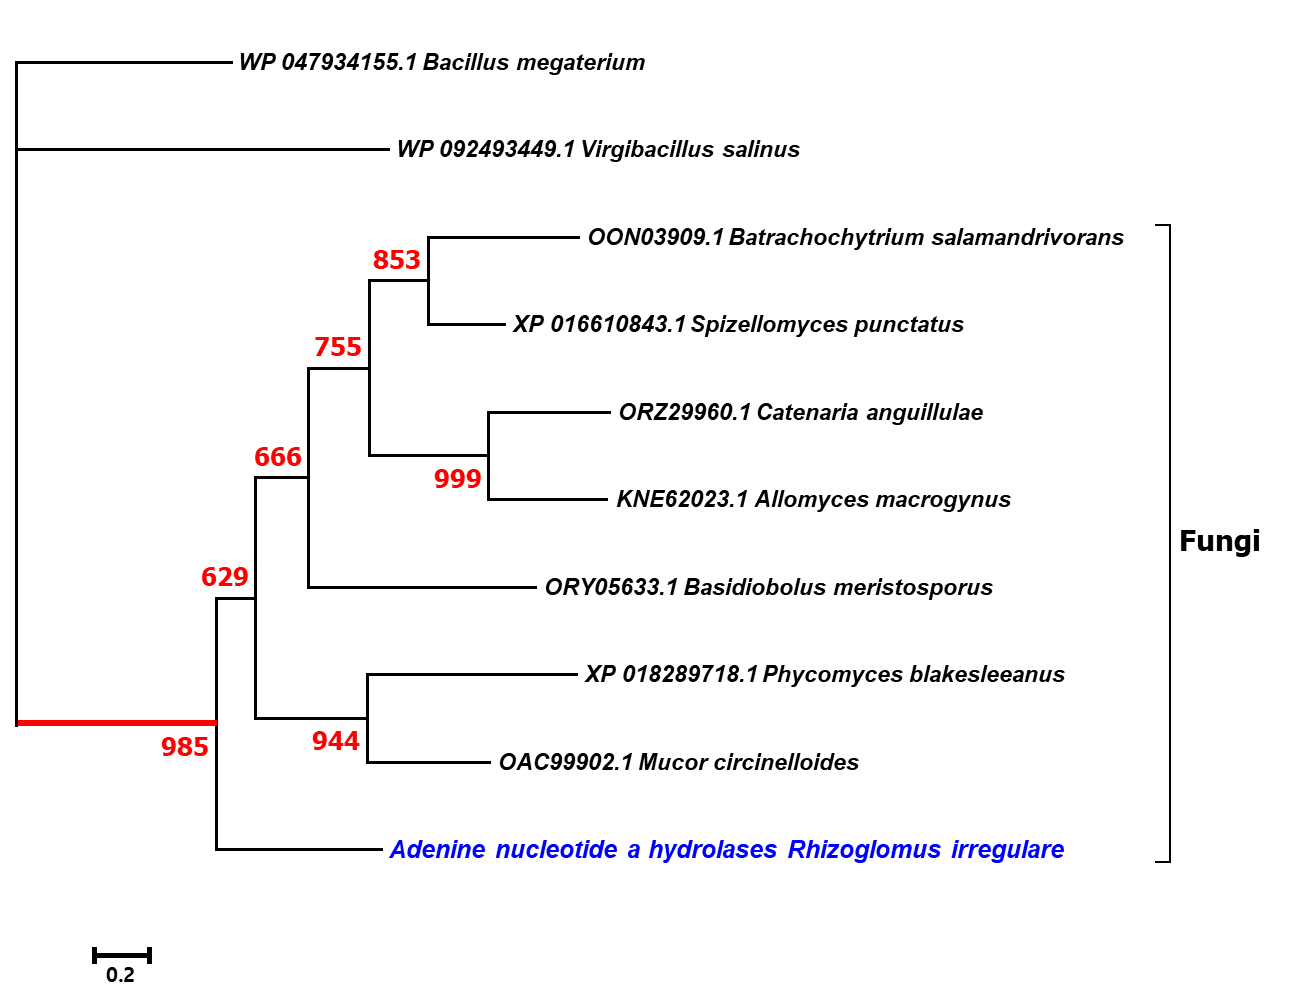 WP 047934155.1 Bacillus megaterium
WP 092493449.1 Virgibacillus salinus
OON03909.1 Batrachochytrium salamandrivorans
853
XP 016610843.1 Spizellomyces punctatus
755
ORZ29960.1 Catenaria anguillulae
666
999
KNE62023.1 Allomyces macrogynus
Fungi
629
ORY05633.1 Basidiobolus meristosporus
XP 018289718.1 Phycomyces blakesleeanus
985
944
OAC99902.1 Mucor circinelloides
Adenine nucleotide a hydrolases Rhizoglomus irregulare
0.2